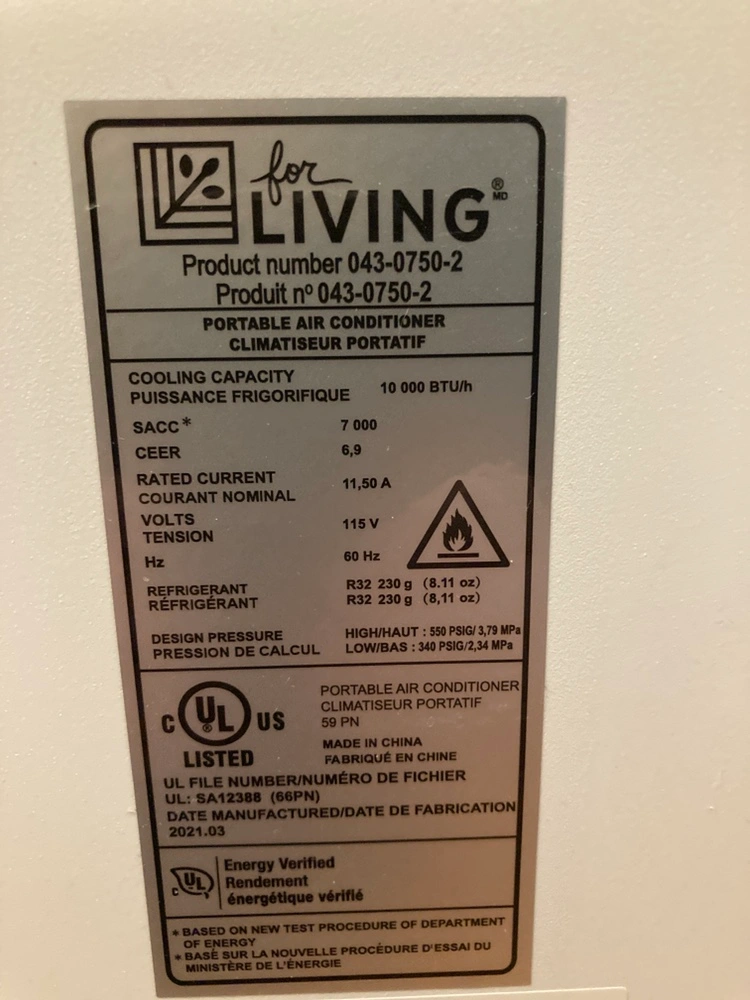 for
LIVING® MD
Product number 043-0750-2
Produit nº 043-0750-2
PORTABLE AIR CONDITIONER
CLIMATISEUR PORTATIF
COOLING CAPACITY
PUISSANCE FRIGORIFIQUE 10 000 BTU/h
SACC* 7 000
CEER 6,9
RATED CURRENT
COURANT NOMINAL 11,50 A
VOLTS
TENSION 115 V
Hz 60 Hz
REFRIGERANT R32 230 g (8.11 oz)
RÉFRIGÉRANT R32 230 g (8,11 oz)
DESIGN PRESSURE HIGH/HAUT : 550 PSIG/ 3,79 MPa
PRESSION DE CALCUL LOW/BAS : 340 PSIG/2,34 MPa
C UL® US
LISTED
PORTABLE AIR CONDITIONER
CLIMATISEUR PORTATIF
59 PN
MADE IN CHINA
FABRIQUÉ EN CHINE
UL FILE NUMBER/NUMÉRO DE FICHIER
UL: SA12388 (66PN)
DATE MANUFACTURED/DATE DE FABRICATION
2021.03
C UL
Energy Verified
Rendement
énergétique vérifié
* BASED ON NEW TEST PROCEDURE OF DEPARTMENT
OF ENERGY
* BASÉ SUR LA NOUVELLE PROCÉDURE D'ESSAI DU
MINISTÈRE DE L'ÉNERGIE